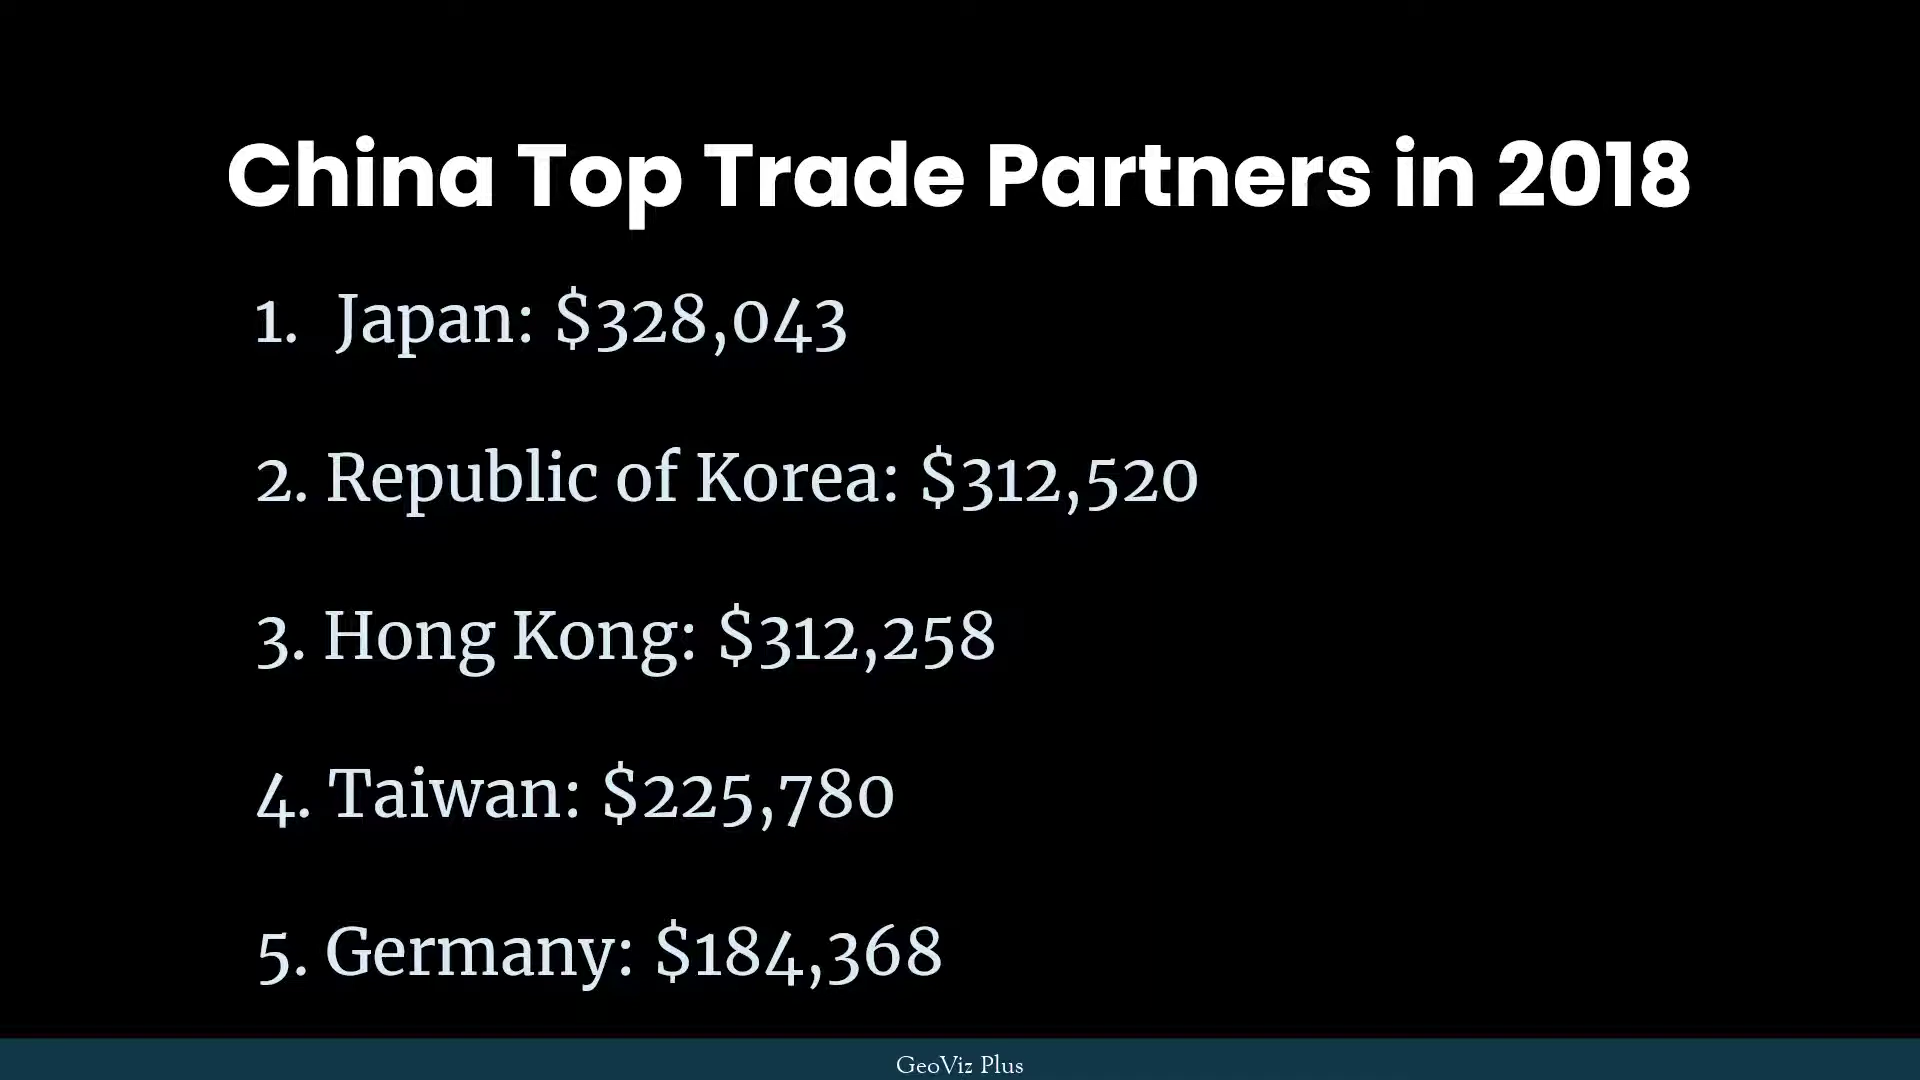 China Top Trade Partners in 2018
1. Japan: $328,043
2. Republic of Korea: $312,520
3. Hong Kong: $312,258
4. Taiwan: $225,780
5. Germany: $184,368
GeoViz Plus